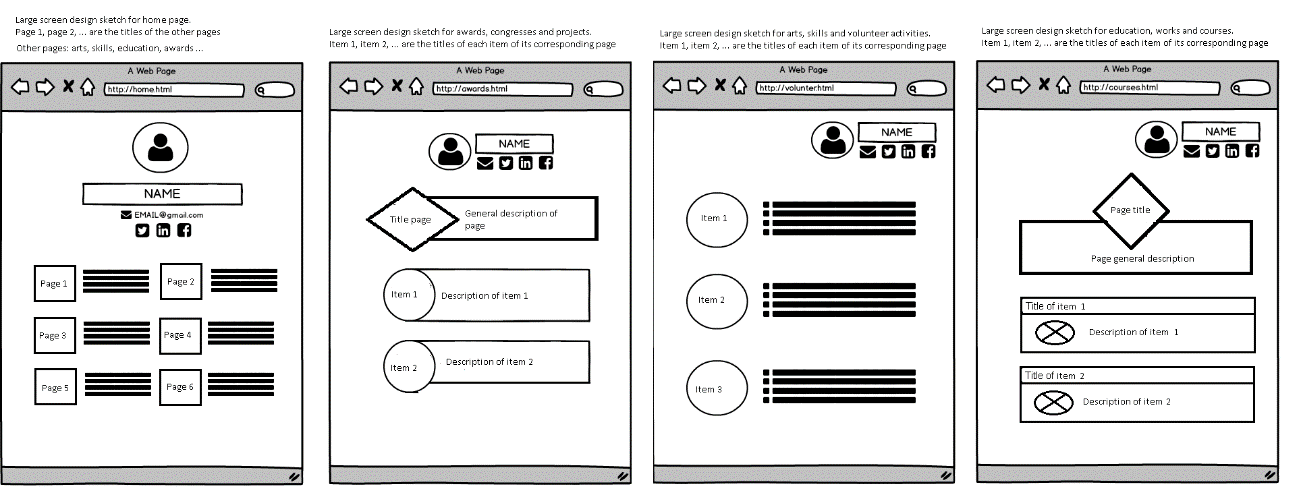 Large screen design sketch for home page.
Page 1, page 2, ... are the titles of the other pages
Other pages: arts, skills, education, awards ...
A Web Page
http://home.html
NAME
EMAIL@gmail.com
Page 1
Page 2
Page 3
Page 4
Page 5
Page 6
Large screen design sketch for awards, congresses and projects.
Item 1, item 2, ... are the titles of each item of its corresponding page
A Web Page
http://awards.html
NAME
Title page
General description of
page
Item 1
Description of item 1
Item 2
Description of item 2
Large screen design sketch for arts, skills and volunteer activities.
Item 1, item 2, ... are the titles of each item of its corresponding page
A Web Page
http://volunter.html
NAME
Item 1
Item 2
Item 3
Large screen design sketch for education, works and courses.
Item 1, item 2, ... are the titles of each item of its corresponding page
A Web Page
http://courses.html
NAME
Page title
Page general description
Title of item 1
Description of item 1
Title of item 2
Description of item 2